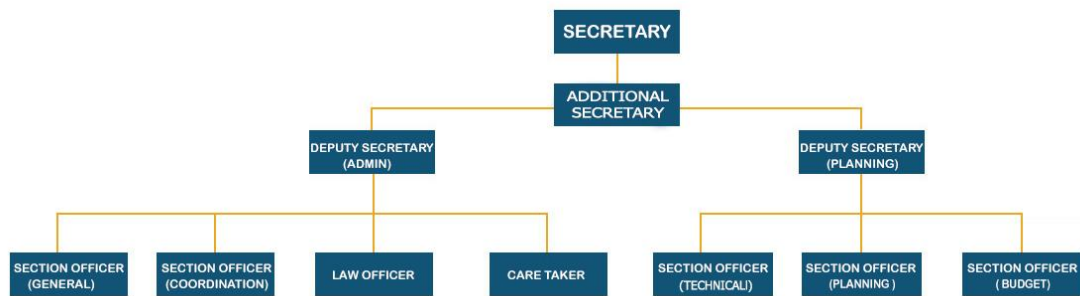 SECRETARY
ADDITIONAL
SECRETARY
DEPUTY SECRETARY
(ADMIN)
DEPUTY SECRETARY
(PLANNING)
SECTION OFFICER
(GENERAL)
SECTION OFFICER
(COORDINATION)
LAW OFFICER
CARE TAKER
SECTION OFFICER
(TECHNICALI)
SECTION OFFICER
(PLANNING )
SECTION OFFICER
( BUDGET)